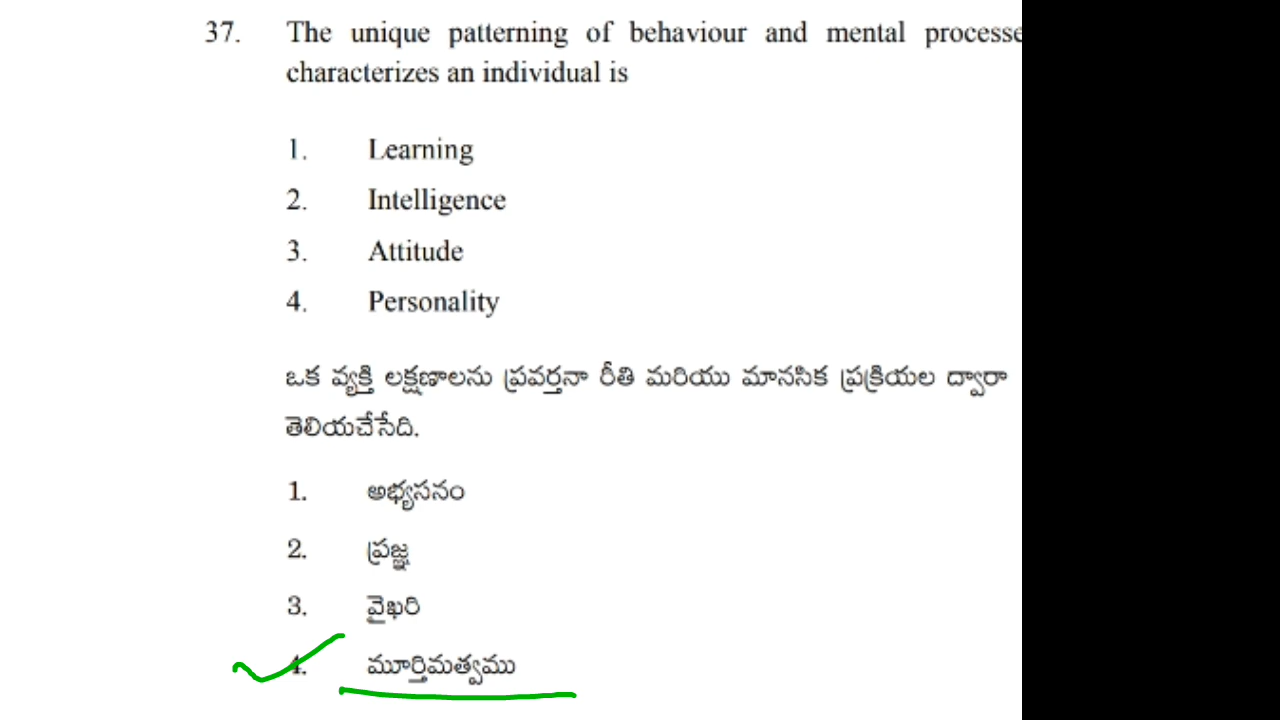 37. The unique patterning of behaviour and mental processe
characterizes an individual is
1. Learning
2. Intelligence
3. Attitude
4. Personality
ఒక వ్యక్తి లక్షణాలను ప్రవర్తనా రీతి మరియు మానసిక ప్రక్రియల ద్వారా
తెలియచేసేది.
1. అభ్యసనం
2. ప్రజ్ఞ
3. వైఖరి
4. మూర్తిమత్వము